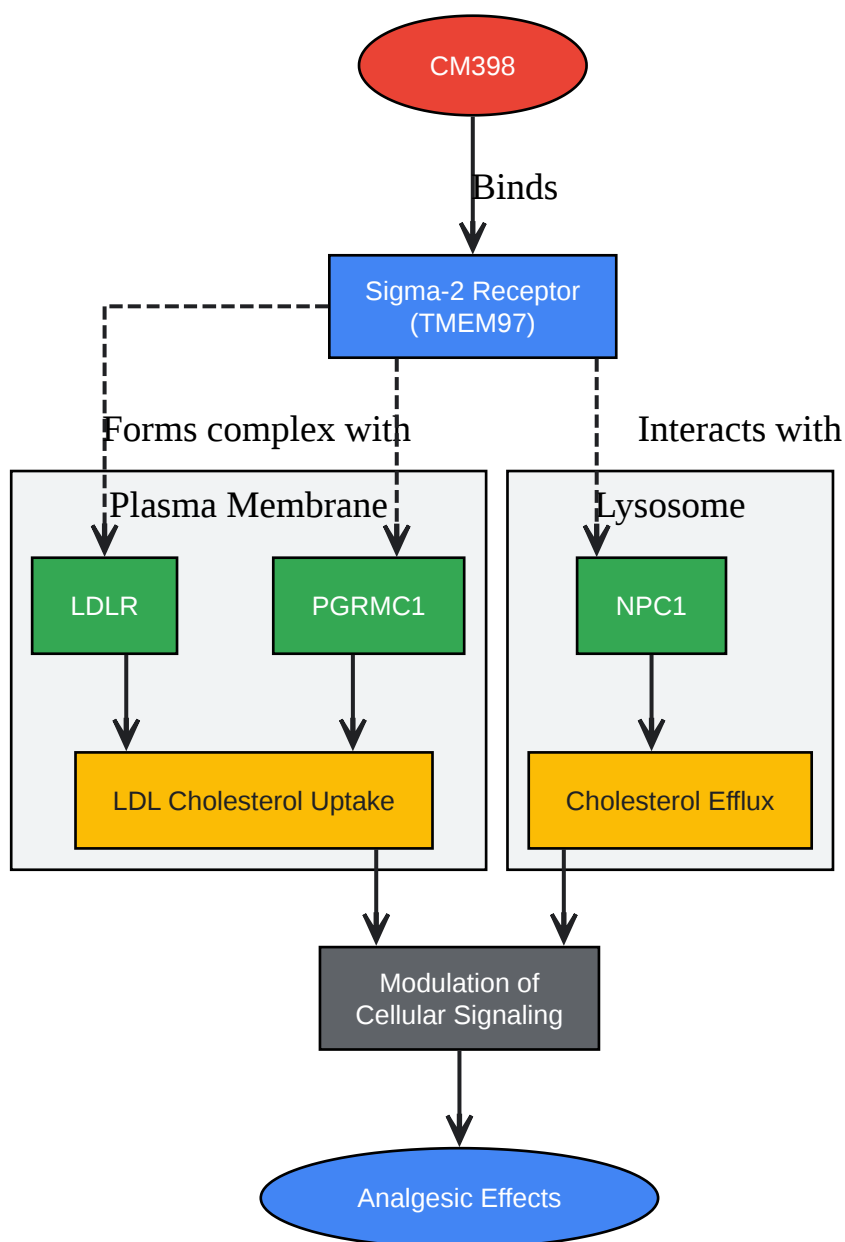 CM398
Binds
Sigma-2 Receptor
(TMEM97)
Forms complex with
Interacts with
Plasma Membrane
Lysosome
LDLR
PGRMC1
NPC1
LDL Cholesterol Uptake
Cholesterol Efflux
Modulation of
Cellular Signaling
Analgesic Effects